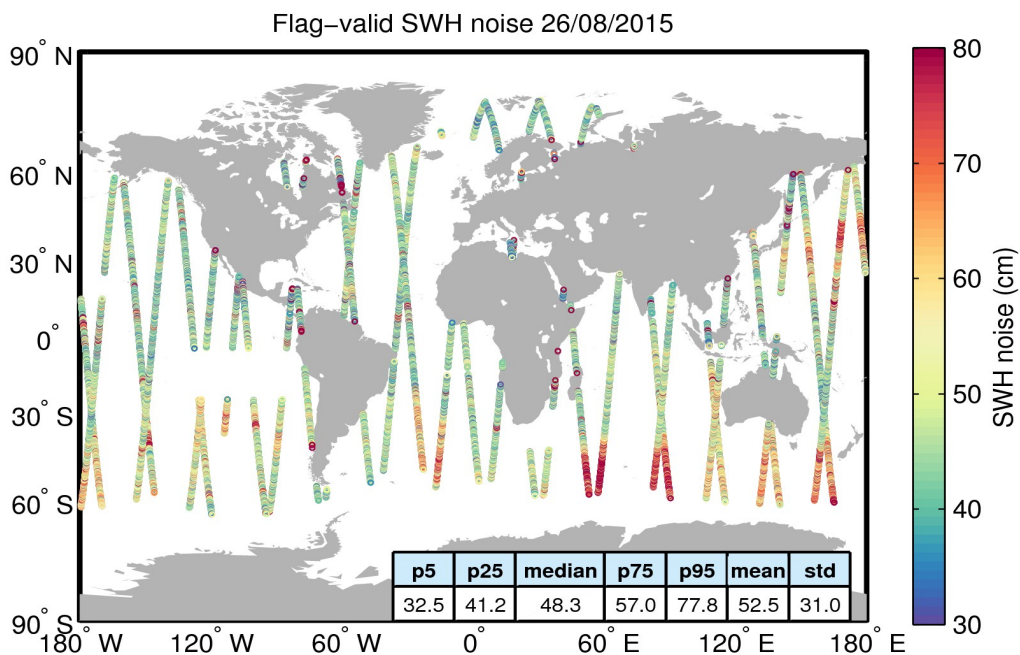 Flag−valid SWH noise 26/08/2015
90° N
60° N
30° N
0°
30° S
60° S
90° S
180° W
120° W
60° W
0°
60° E
120° E
180° E
p5 p25 median p75 p95 mean std
32.5 41.2 48.3 57.0 77.8 52.5 31.0
80
70
60
50
40
30
SWH noise (cm)